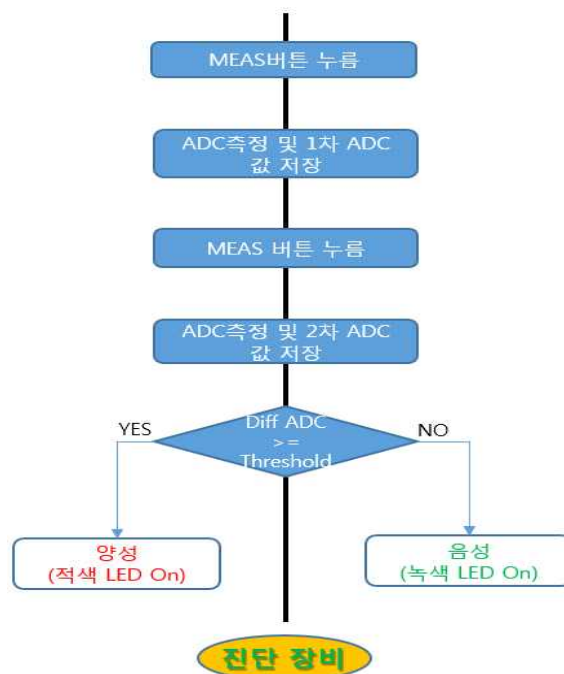 MEAS버튼 누름
ADC측정 및 1차 ADC
값 저장
MEAS 버튼 누름
ADC측정 및 2차 ADC
값 저장
YES
Diff ADC
>=
Threshold
NO
양성
(적색 LED On)
음성
(녹색 LED On)
진단 장비